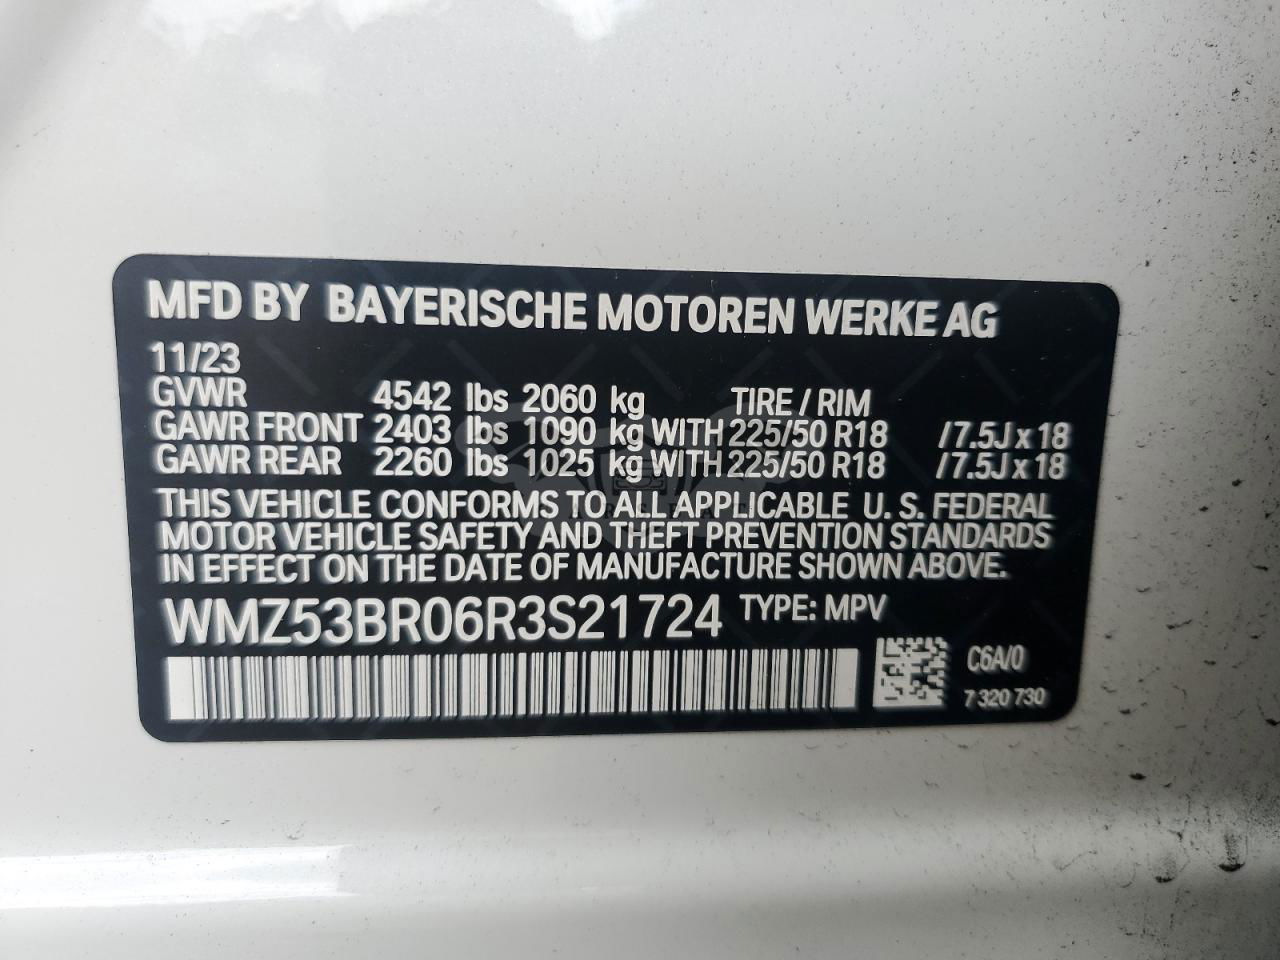 MFD BY BAYERISCHE MOTOREN WERKE AG
11/23
GVWR 4542 lbs 2060 kg TIRE / RIM
GAWR FRONT 2403 lbs 1090 kg WITH 225/50 R18 /7.5J x 18
GAWR REAR 2260 lbs 1025 kg WITH 225/50 R18 /7.5J x 18
THIS VEHICLE CONFORMS TO ALL APPLICABLE U. S. FEDERAL
MOTOR VEHICLE SAFETY AND THEFT PREVENTION STANDARDS
IN EFFECT ON THE DATE OF MANUFACTURE SHOWN ABOVE.
WMZ53BR06R3S21724 TYPE: MPV
C6A/0
7 320 730